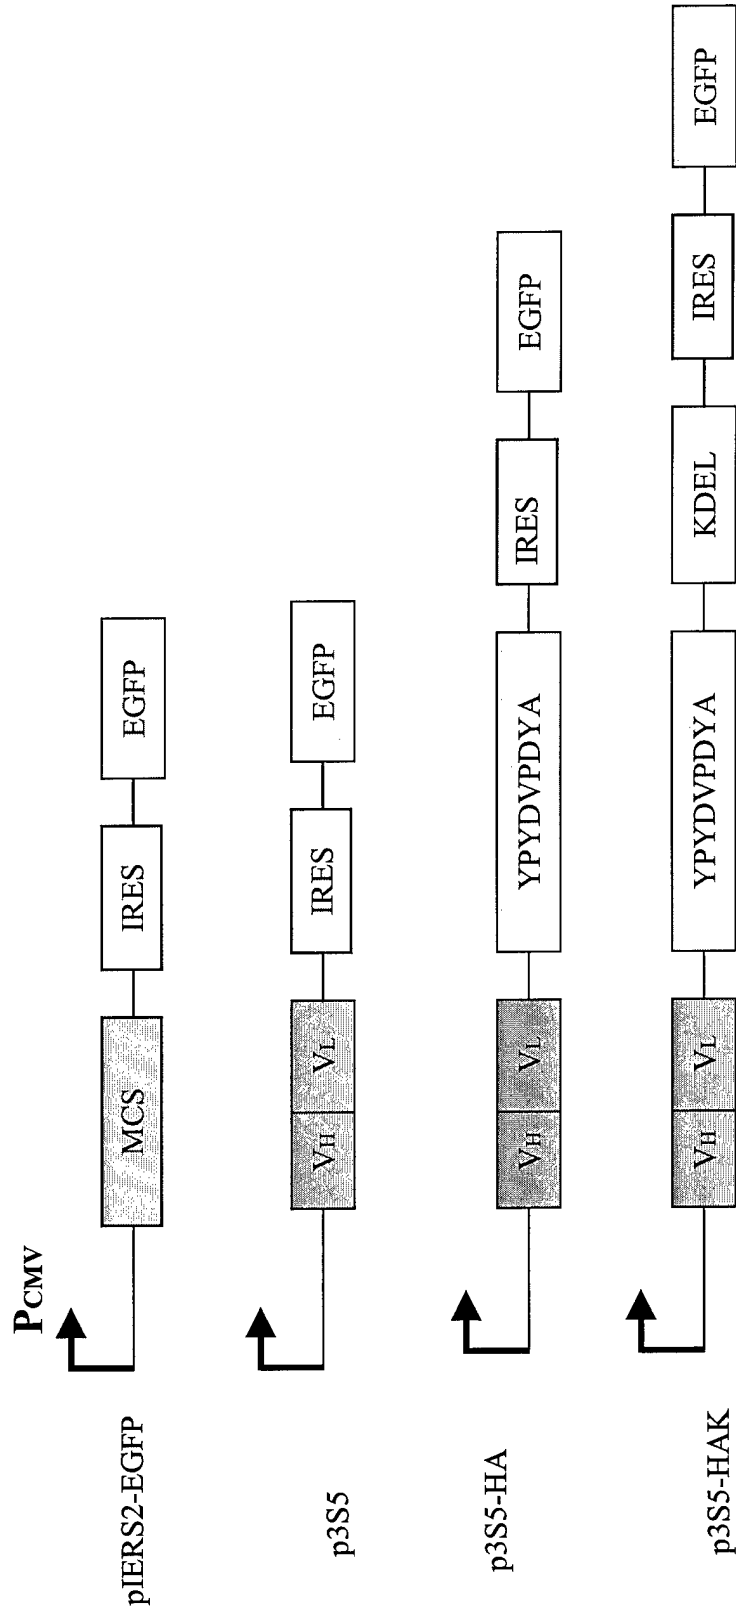 PCMV
pIERS2-EGFP MCS IRES EGFP
p3S5 VH VL IRES EGFP
p3S5-HA VH VL YPYDVPDYA IRES EGFP
p3S5-HAK VH VL YPYDVPDYA KDEL IRES EGFP